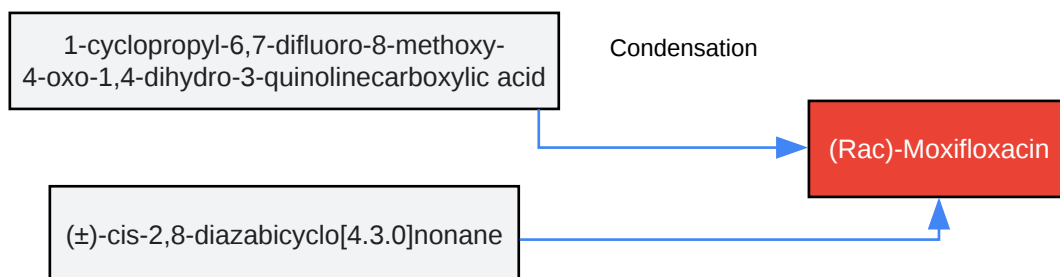 1-cyclopropyl-6,7-difluoro-8-methoxy-
4-oxo-1,4-dihydro-3-quinolinecarboxylic acid
Condensation
(Rac)-Moxifloxacin
(±)-cis-2,8-diazabicyclo[4.3.0]nonane